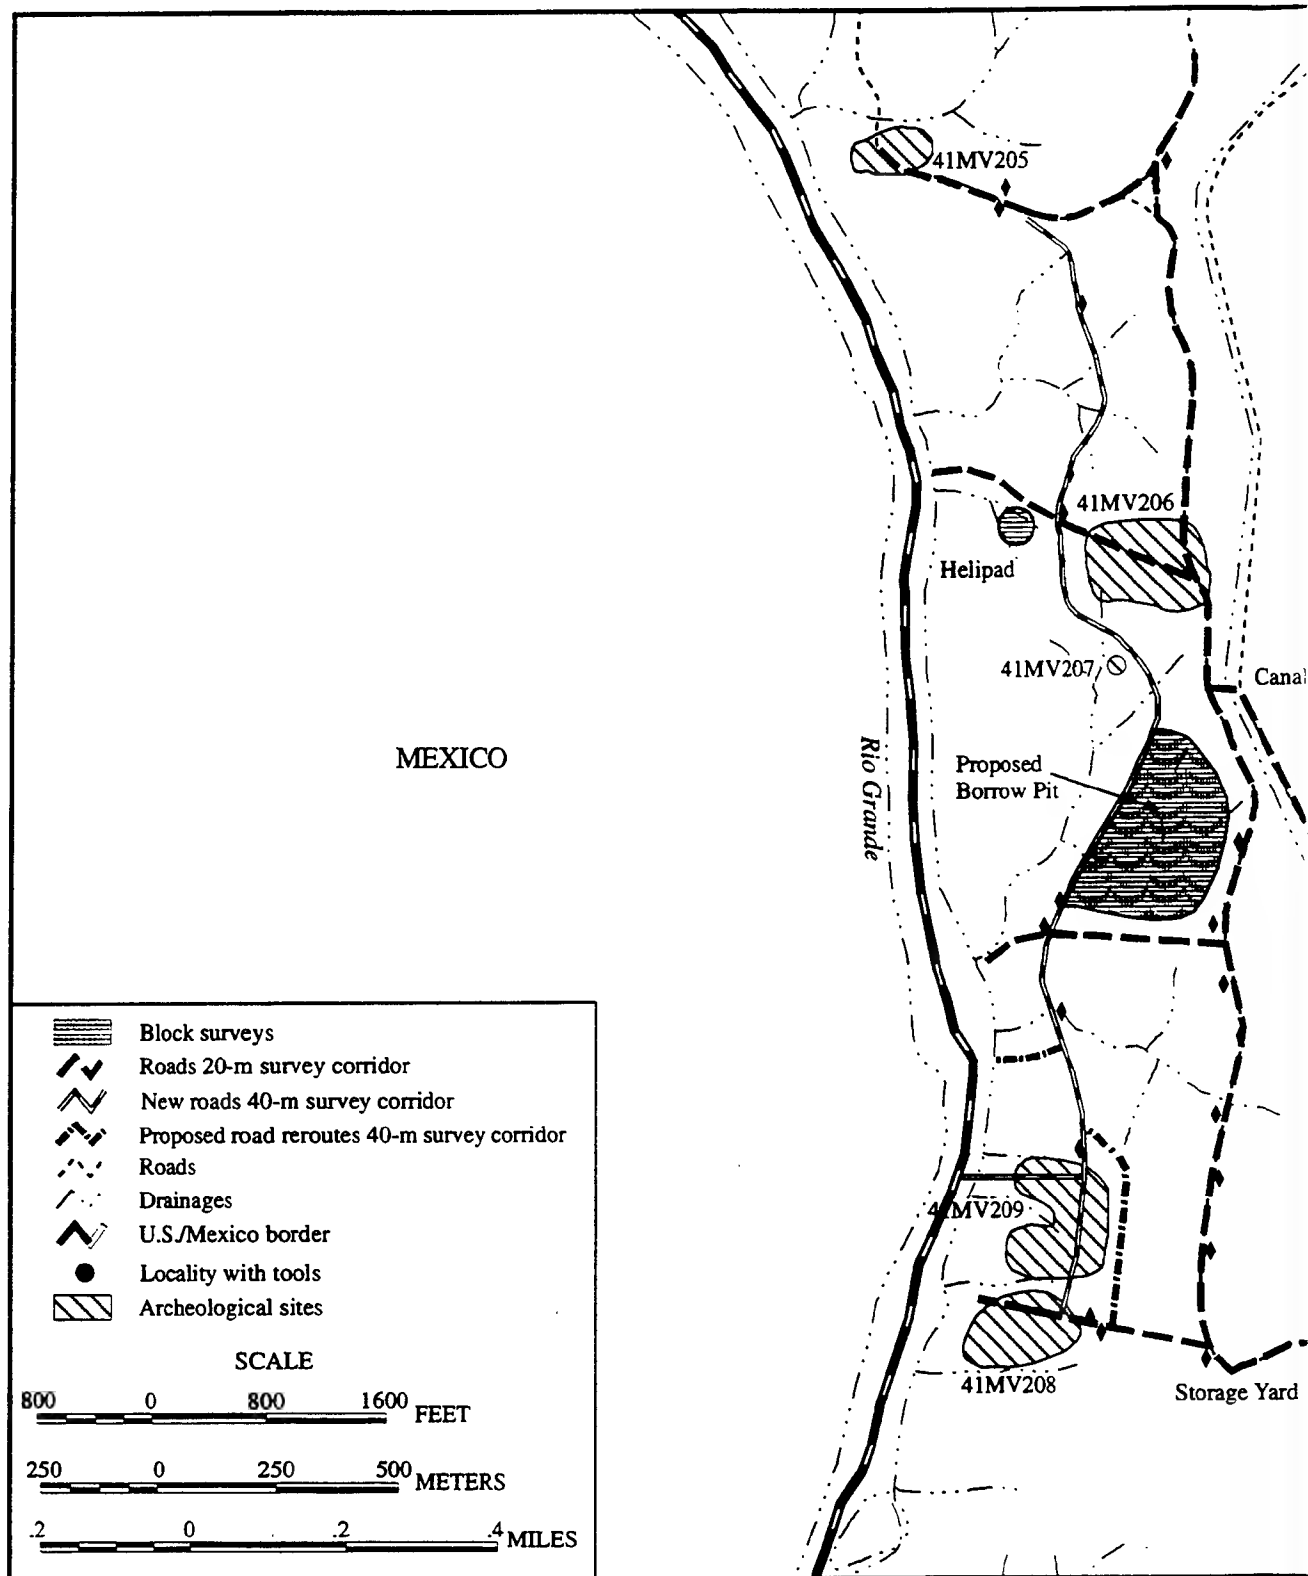 41MV205
41MV206
Helipad
41MV207
Canal
MEXICO
Rio Grande
Proposed
Borrow Pit
Block surveys
Roads 20-m survey corridor
New roads 40-m survey corridor
Proposed road reroutes 40-m survey corridor
Roads
Drainages
U.S./Mexico border
Locality with tools
Archeological sites
41MV209
41MV208
Storage Yard
SCALE
800 0 800 1600 FEET
250 0 250 500 METERS
.2 0 .2 .4 MILES